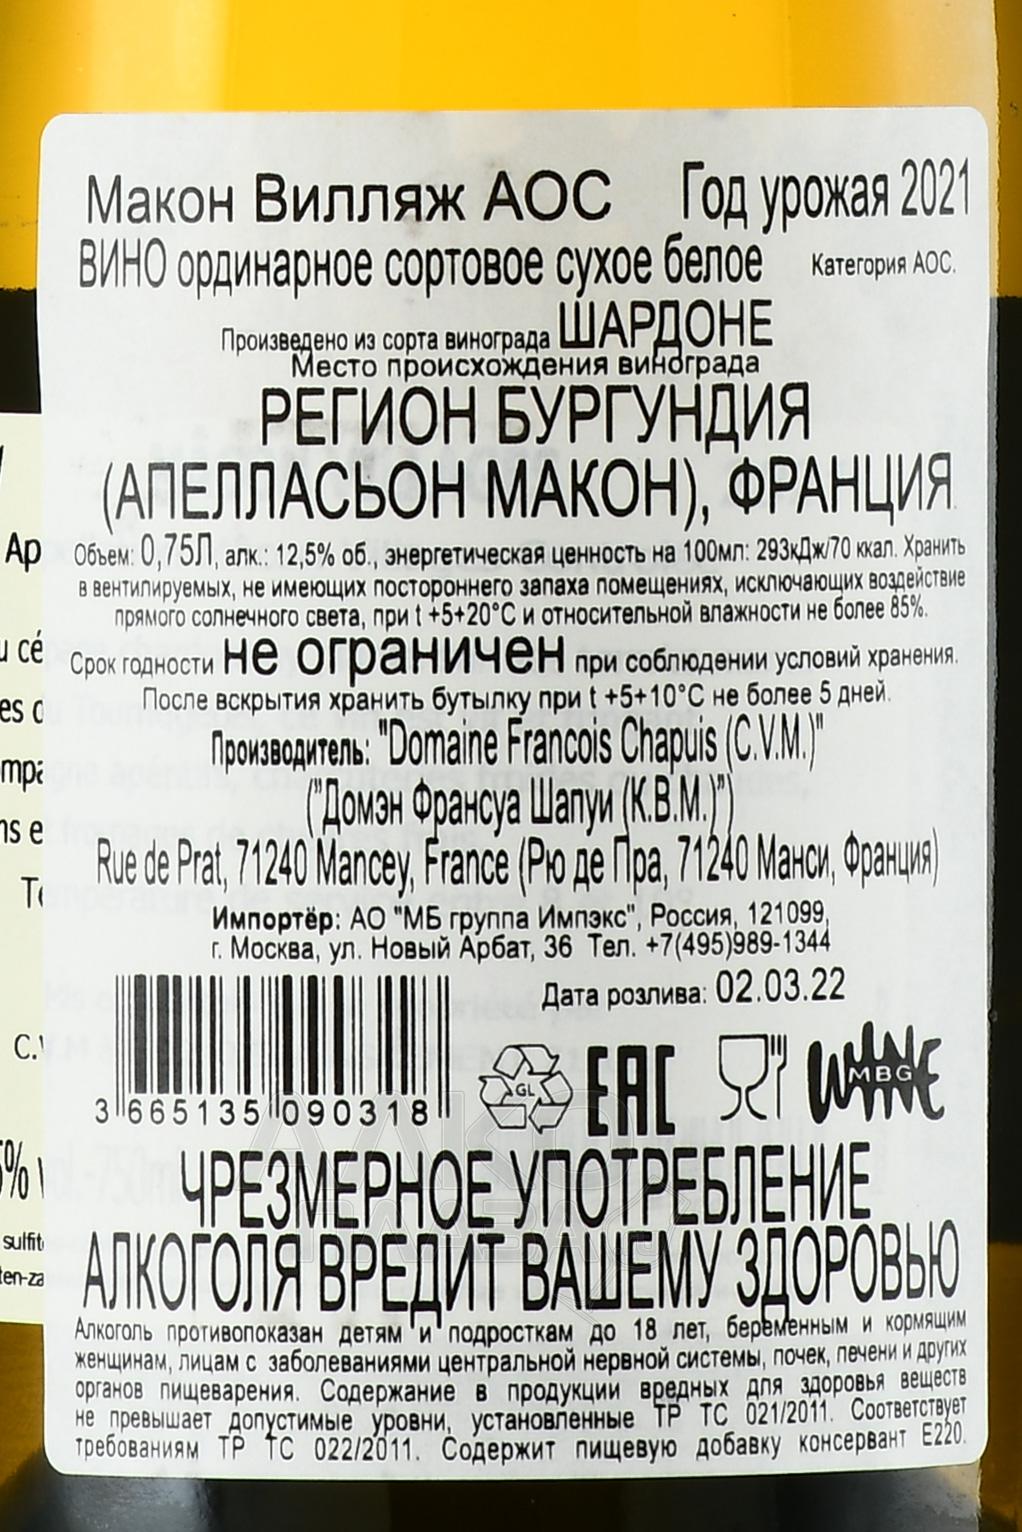 Макон Вилляж АОС Год урожая 2021
ВИНО ординарное сортовое сухое белое Категория АОС.
Произведено из сорта винограда ШАРДОНЕ
Место происхождения винограда
РЕГИОН БУРГУНДИЯ
(АПЕЛЛАСЬОН МАКОН), ФРАНЦИЯ.
Объем: 0,75Л, алк.: 12,5% об., энергетическая ценность на 100мл: 293кДж/70 ккал. Хранить
в вентилируемых, не имеющих постороннего запаха помещениях, исключающих воздействие
прямого солнечного света, при t +5+20°С и относительной влажности не более 85%.
Срок годности не ограничен при соблюдении условий хранения.
После вскрытия хранить бутылку при t +5+10°С не более 5 дней.
Производитель: "Domaine Francois Chapuis (C.V.M.)"
("Домэн Франсуа Шапуи (К.В.М.)")
Rue de Prat, 71240 Mancey, France (Рю де Пра, 71240 Манси, Франция)
Импортёр: АО "МБ группа Импэкс", Россия, 121099,
г. Москва, ул. Новый Арбат, 36 Тел. +7(495)989-1344
Дата розлива: 02.03.22
3 665135 090318
GL
EAC
WINE
MBG
ЧРЕЗМЕРНОЕ УПОТРЕБЛЕНИЕ
АЛКОГОЛЯ ВРЕДИТ ВАШЕМУ ЗДОРОВЬЮ
Алкоголь противопоказан детям и подросткам до 18 лет, беременным и кормящим
женщинам, лицам с заболеваниями центральной нервной системы, почек, печени и других
органов пищеварения. Содержание в продукции вредных для здоровья веществ
не превышает допустимые уровни, установленные ТР ТС 021/2011. Соответствует
требованиям ТР ТС 022/2011. Содержит пищевую добавку консервант Е220.